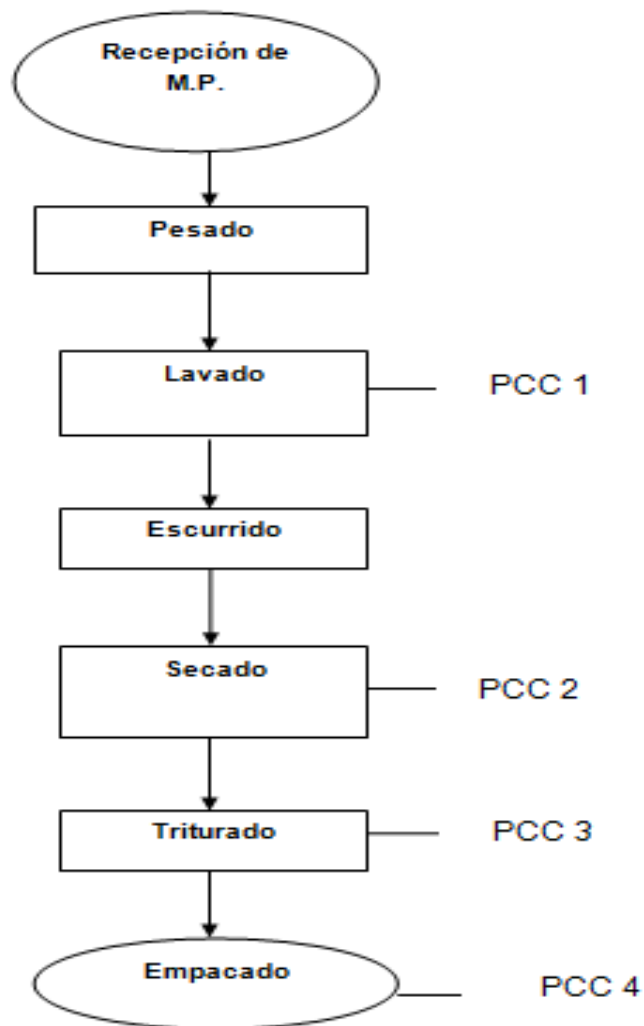 Recepción de
M.P.
Pesado
Lavado
PCC 1
Escurrido
Secado
PCC 2
Triturado
PCC 3
Empacado
PCC 4